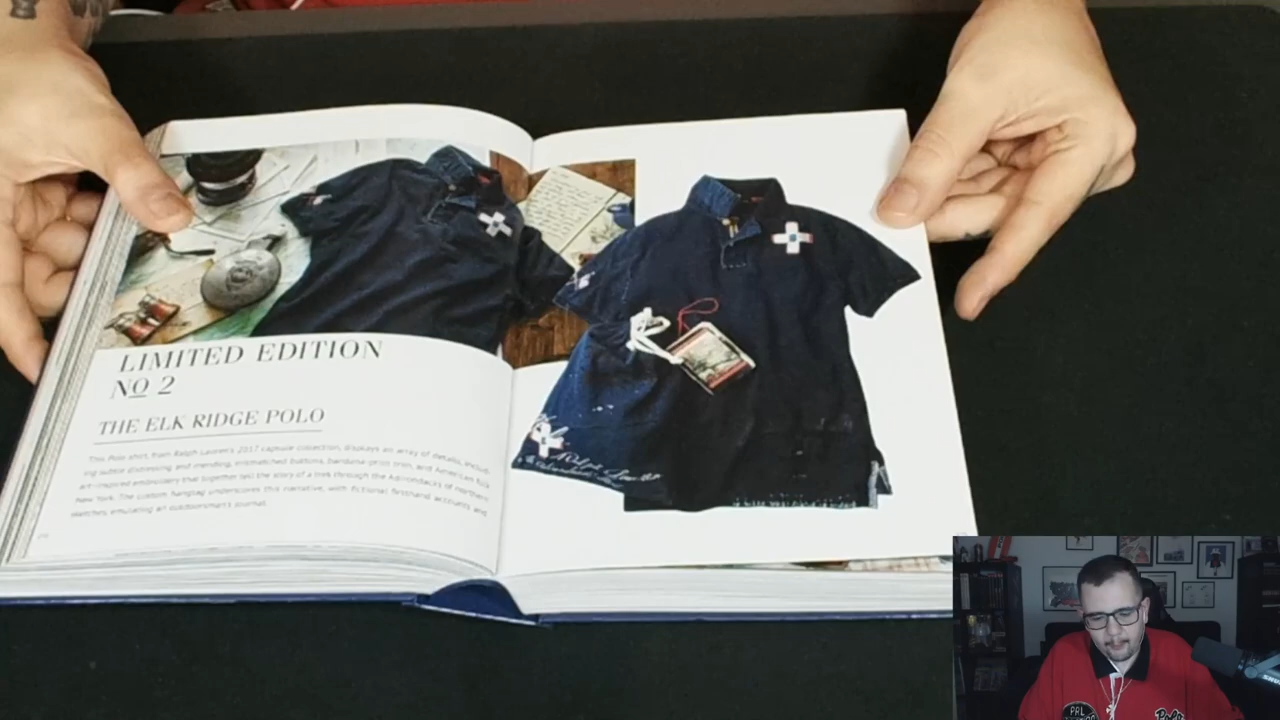 LIMITED EDITION
No 2
THE ELK RIDGE POLO
This Polo shirt, from Ralph Lauren's 2017 capsule collection, displays an array of details, includ-
ing subtle distressing and mending, mismatched buttons, bandana-print trim, and American folk
art-inspired embroidery that together tell the story of a trek through the Adirondacks of northern
New York. The custom hangtag underscores this narrative, with fictional firsthand accounts and
sketches, emulating an outdoorsman's journal.
PRL
Polo